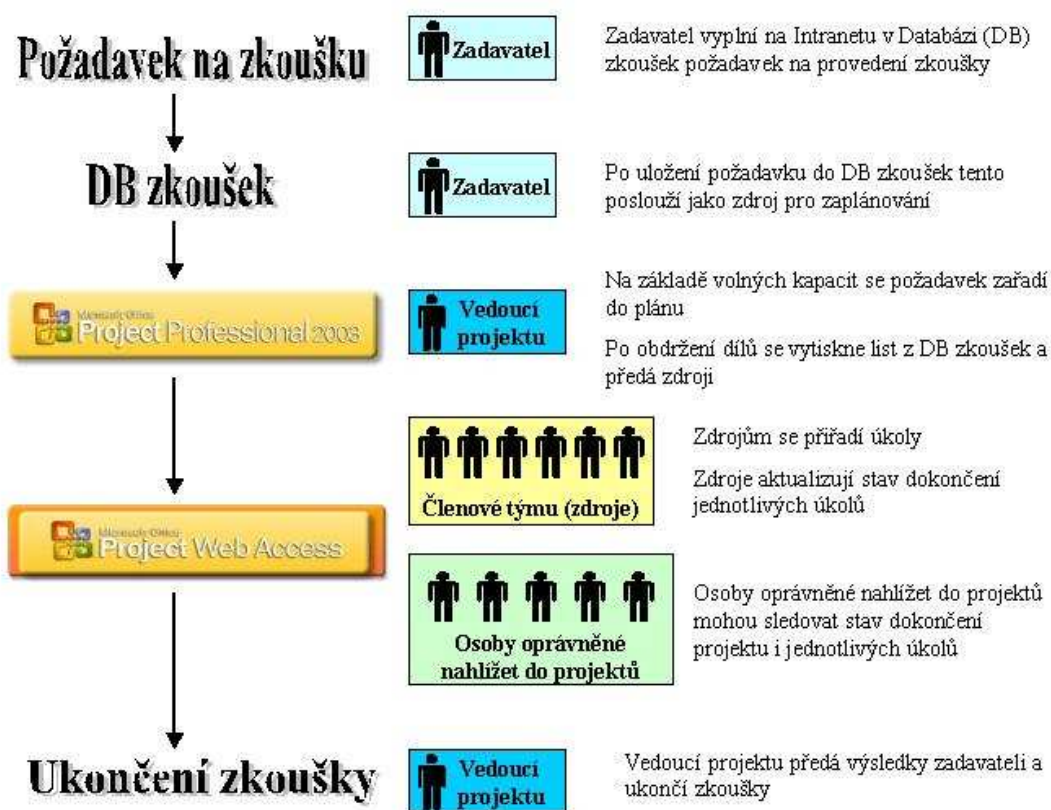 Požadavek na zkoušku
Zadavatel
Zadavatel vyplní na Intranetu v Databázi (DB)
zkoušek požadavek na provedení zkoušky
DB zkoušek
Zadavatel
Po uložení požadavku do DB zkoušek tento
poslouží jako zdroj pro zaplánování
Microsoft Office
Project Professional 2003
Vedoucí
projektu
Na základě volných kapacit se požadavek zařadí
do plánu
Po obdržení dílů se vytiskne list z DB zkoušek a
předá zdroji
Členové týmu (zdroje)
Zdrojům se přiřadí úkoly
Zdroje aktualizují stav dokončení
jednotlivých úkolů
Microsoft Office
Project Web Access
Osoby oprávněné
nahlížet do projektů
Osoby oprávněné nahlížet do projektů
mohou sledovat stav dokončení
projektu i jednotlivých úkolů
Ukončení zkoušky
Vedoucí
projektu
Vedoucí projektu předá výsledky zadavateli a
ukončí zkoušky